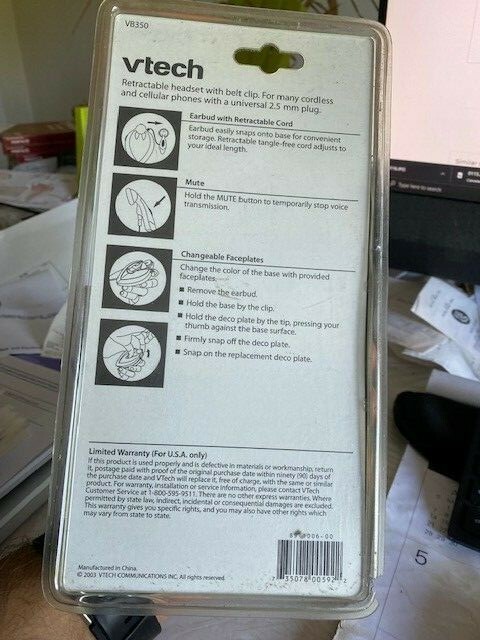 VB350
vtech
Retractable headset with belt clip. For many cordless
and cellular phones with a universal 2.5 mm plug.
Earbud with Retractable Cord
Earbud easily snaps onto base for convenient
storage. Retractable tangle-free cord adjusts to
your ideal length.
Mute
Hold the MUTE button to temporarily stop voice
transmission.
Changeable Faceplates
Change the color of the base with provided
faceplates.
■ Remove the earbud.
■ Hold the base by the clip.
■ Hold the deco plate by the tip, pressing your
thumb against the base surface.
■ Firmly snap off the deco plate.
■ Snap on the replacement deco plate.
Limited Warranty (For U.S.A. only)
If this product is used properly and is defective in materials or workmanship, return
it, postage paid with proof of the original purchase date within ninety (90) days of
the purchase date and VTech will replace it, free of charge, with the same or similar
product. For warranty, installation or service information, please contact VTech
Customer Service at 1-800-595-9511. There are no other express warranties. Where
permitted by state law, indirect, incidental or consequential damages are excluded.
This warranty gives you specific rights, and you may also have other rights which
may vary from state to state.
Manufactured in China.
© 2003 VTECH COMMUNICATIONS INC. All rights reserved.
006-00
7 35078 00592 2
Type here to search
5